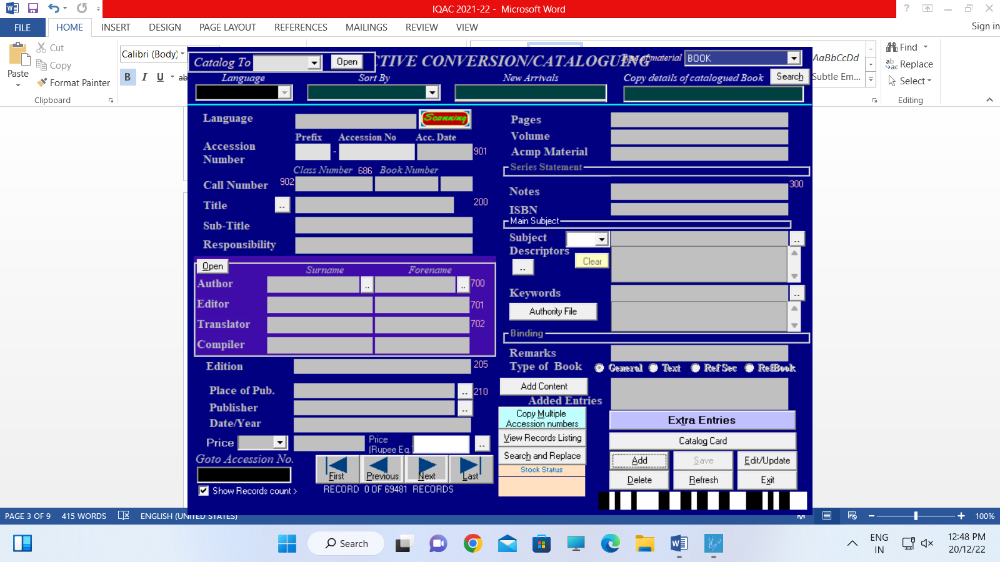 IQAC 2021-22 - Microsoft Word
FILE HOME INSERT DESIGN PAGE LAYOUT REFERENCES MAILINGS REVIEW VIEW Sign in
Paste
Cut
Copy
Format Painter
Clipboard
Calibri (Body)
B I U ab
AaBbCcDd
Subtle Em...
Find
Replace
Select
Editing
Catalog To Open CTIVE CONVERSION/CATALOGUING Type of material BOOK
Language Sort By New Arrivals Copy details of catalogued Book Search
Language Scanning
Prefix Accession No Acc. Date
Accession Number - 901
Class Number 686 Book Number
Call Number 902
Title .. 200
Sub-Title
Responsibility
Open Surname Forename
Author .. .. 700
Editor 701
Translator 702
Compiler
Edition 205
Place of Pub. .. 210
Publisher ..
Date/Year
Price Price (Rupee Eq. ..
Goto Accession No.
First Previous Next Last
Show Records count > RECORD 0 OF 69481 RECORDS
Pages
Volume
Acmp Material
Series Statement
Notes 300
ISBN
Main Subject
Subject ..
Descriptors Clear
..
Keywords ..
Authority File
Binding
Remarks
Type of Book General Text Ref Sec RefBook
Add Content
Added Entries
Copy Multiple Accession numbers
Extra Entries
View Records Listing
Catalog Card
Search and Replace
Stock Status
Add Save Edit/Update
Delete Refresh Exit
PAGE 3 OF 9 415 WORDS ENGLISH (UNITED STATES) 100%
Search
ENG
IN
12:48 PM
20/12/22